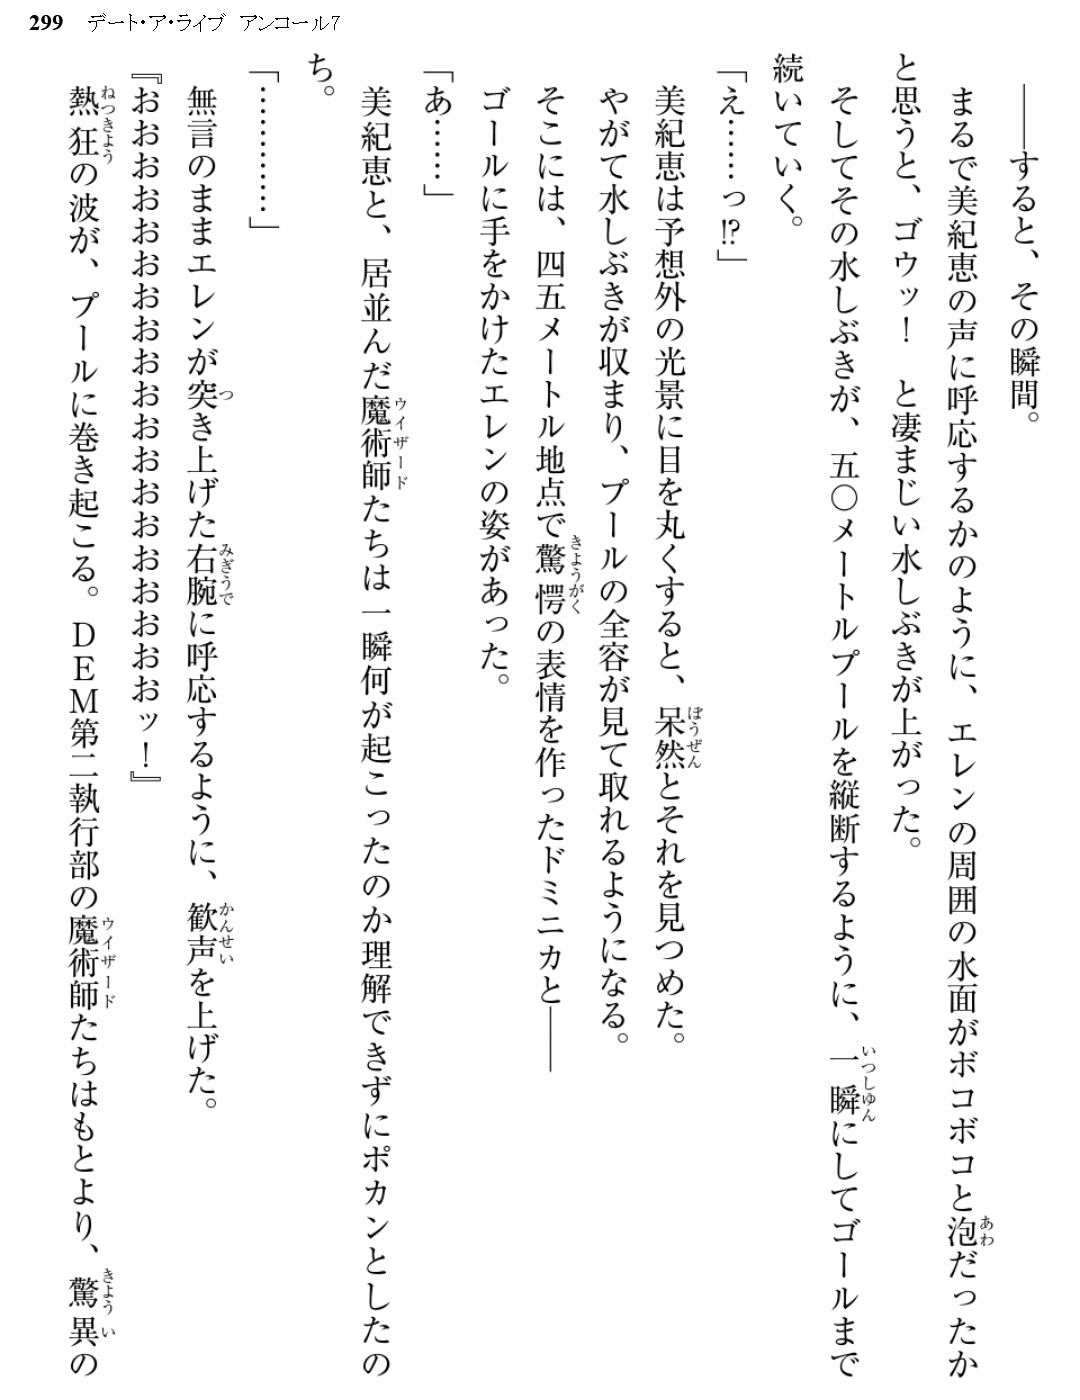 299 デート・ア・ライブ アンコール7
――すると、その瞬間。
まるで美紀恵の声に呼応するかのように、エレンの周囲の水面がボコボコと泡だったか
と思うと、ゴウッ！　と凄まじい水しぶきが上がった。
そしてその水しぶきが、五〇メートルプールを縦断するように、一瞬にしてゴールまで
続いていく。
「え……っ!?」
美紀恵は予想外の光景に目を丸くすると、呆然とそれを見つめた。
やがて水しぶきが収まり、プールの全容が見て取れるようになる。
そこには、四五メートル地点で驚愕の表情を作ったドミニカと――
ゴールに手をかけたエレンの姿があった。
「あ……」
美紀恵と、居並んだ魔術師たちは一瞬何が起こったのか理解できずにポカンとしたの
ち。
「…………」
無言のままエレンが突き上げた右腕に呼応するように、歓声を上げた。
『おおおおおおおおおおおおおおおおおおおッ！』
熱狂の波が、プールに巻き起こる。ＤＥＭ第二執行部の魔術師たちはもとより、驚異の